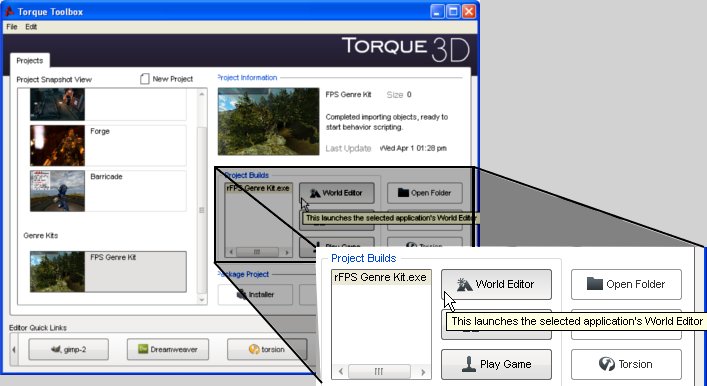 Torque Toolbox
File Edit
TORQUE 3D
Projects
Project Snapshot View
New Project
Forge
Barricade
Genre Kits
FPS Genre Kit
Project Information
FPS Genre Kit Size 0
Completed importing objects, ready to
start behavior scripting.
Last Update Wed Apr 1 01:28 pm
Project Builds
rFPS Genre Kit.exe
World Editor
Open Folder
This launches the selected application's World Editor
Play Game
Torsion
Package Project
Installer
Editor Quick Links
gimp-2
Dreamweaver
torsion
Project Builds
rFPS Genre Kit.exe
World Editor
Open Folder
This launches the selected application's World Editor
Play Game
Torsion